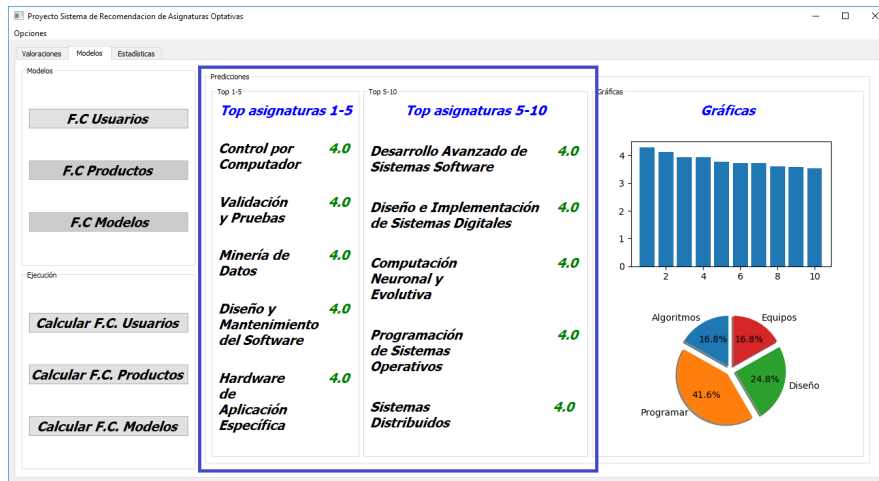 Proyecto Sistema de Recomendacion de Asignaturas Optativas
Opciones
Valoraciones
Modelos
Estadísticas
Modelos
F.C Usuarios
F.C Productos
F.C Modelos
Ejecución
Calcular F.C. Usuarios
Calcular F.C. Productos
Calcular F.C. Modelos
Predicciones
Top 1-5
Top asignaturas 1-5
Control por 4.0
Computador
Validación 4.0
y Pruebas
Minería de 4.0
Datos
Diseño y 4.0
Mantenimiento
del Software
Hardware 4.0
de
Aplicación
Específica
Top 5-10
Top asignaturas 5-10
Desarrollo Avanzado de 4.0
Sistemas Software
Diseño e Implementación 4.0
de Sistemas Digitales
Computación 4.0
Neuronal y
Evolutiva
Programación 4.0
de Sistemas
Operativos
Sistemas 4.0
Distribuidos
Gráficas
Gráficas
4
3
2
1
0
2 4 6 8 10
Algoritmos
Equipos
16.8%
16.8%
24.8%
Diseño
41.6%
Programar